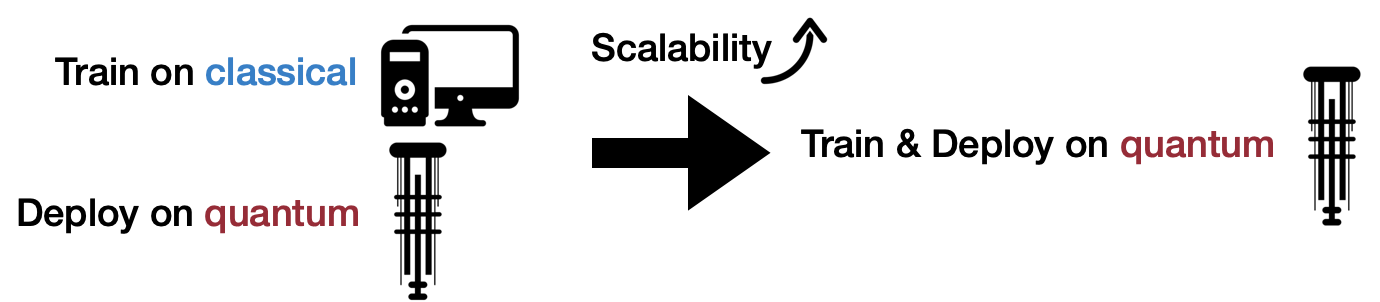 Train on classical
Deploy on quantum
Scalability
Train & Deploy on quantum